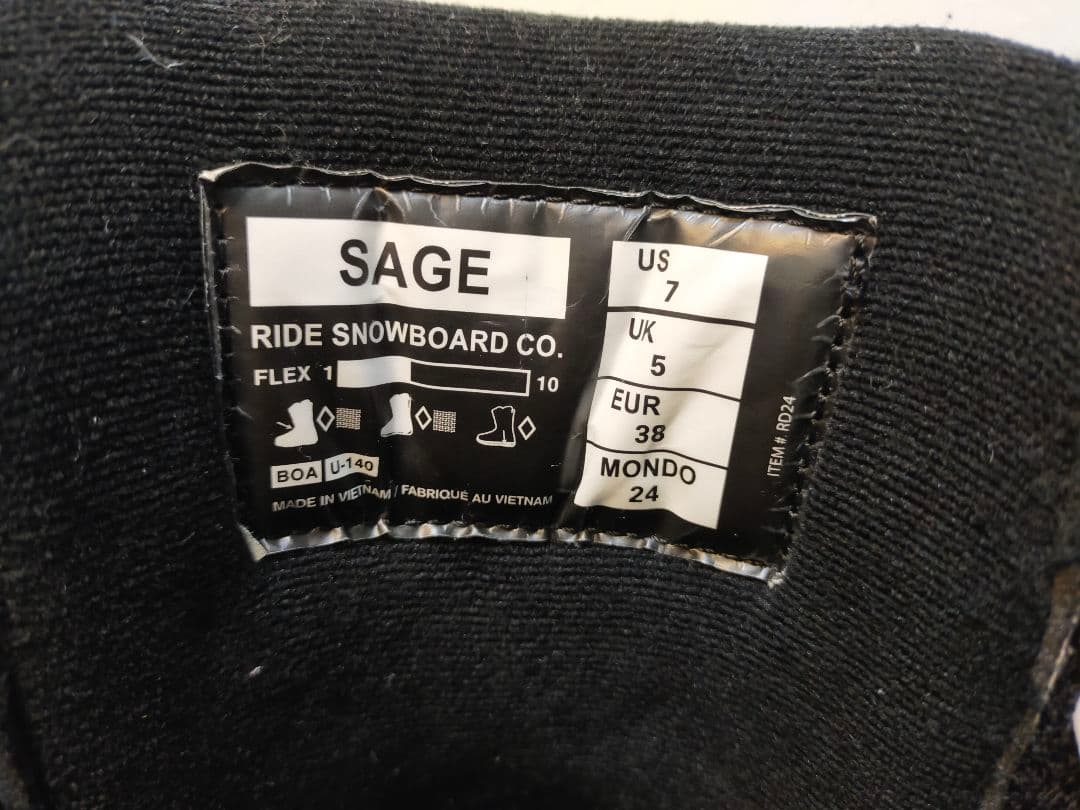 SAGE
RIDE SNOWBOARD CO.
FLEX 1 10
BOA U-140
MADE IN VIETNAM / FABRIQUÉ AU VIETNAM
US
7
UK
5
EUR
38
MONDO
24
ITEM #. RD24